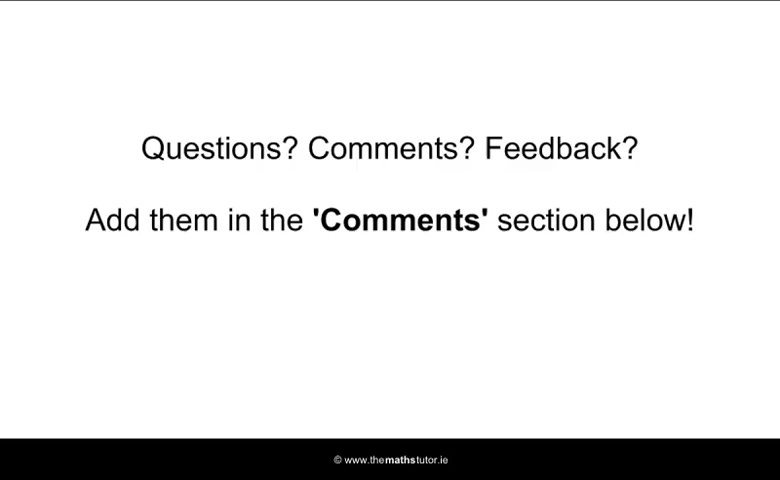 Questions? Comments? Feedback?
Add them in the 'Comments' section below!
© www.themathstutor.ie